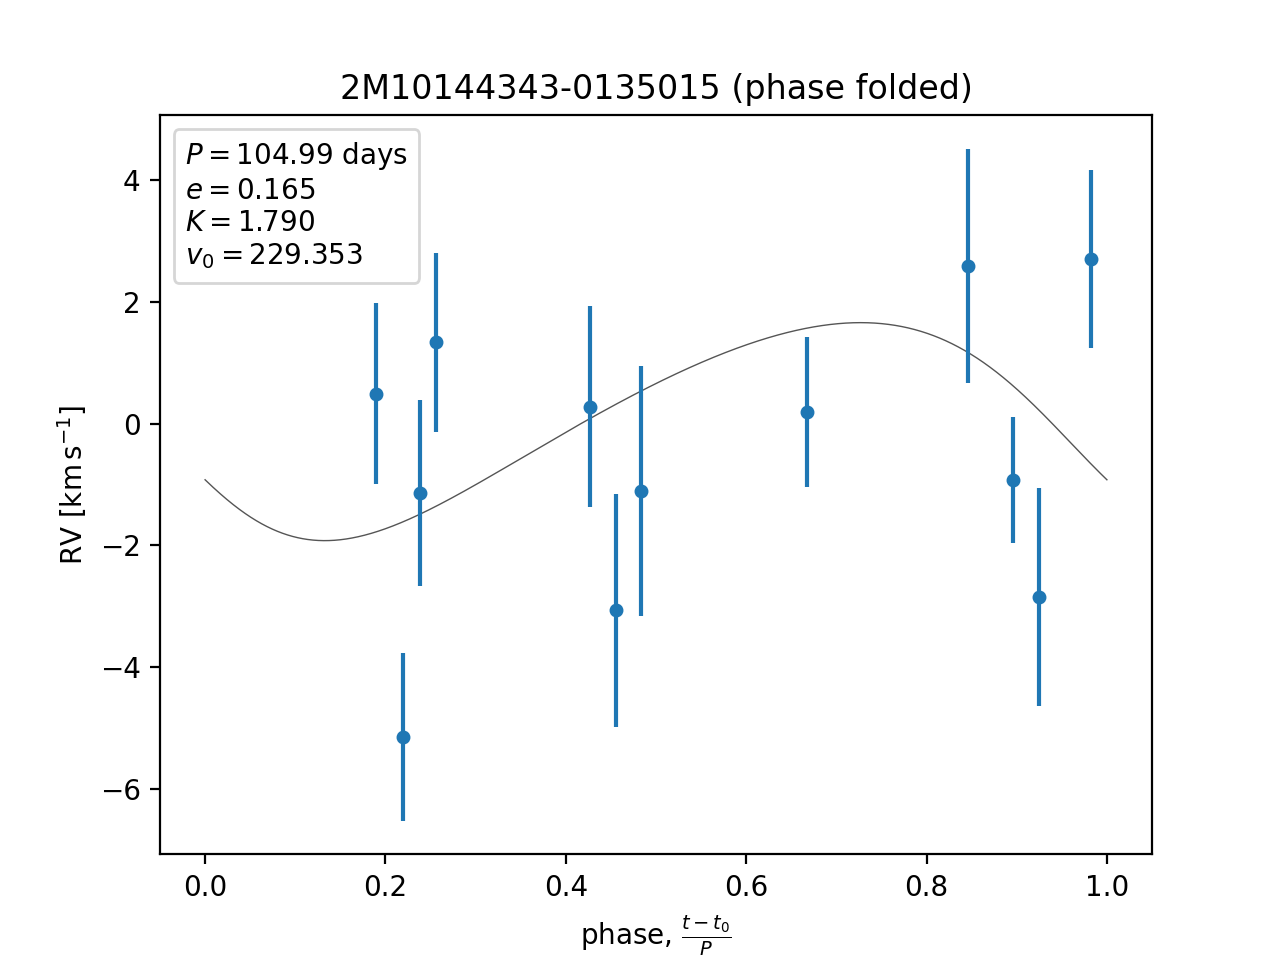 2M10144343-0135015 (phase folded)
P = 104.99 days
e = 0.165
K = 1.790
v₀ = 229.353
4
2
0
−2
−4
−6
RV [km s⁻¹]
0.0 0.2 0.4 0.6 0.8 1.0
phase, (t − t₀)/P